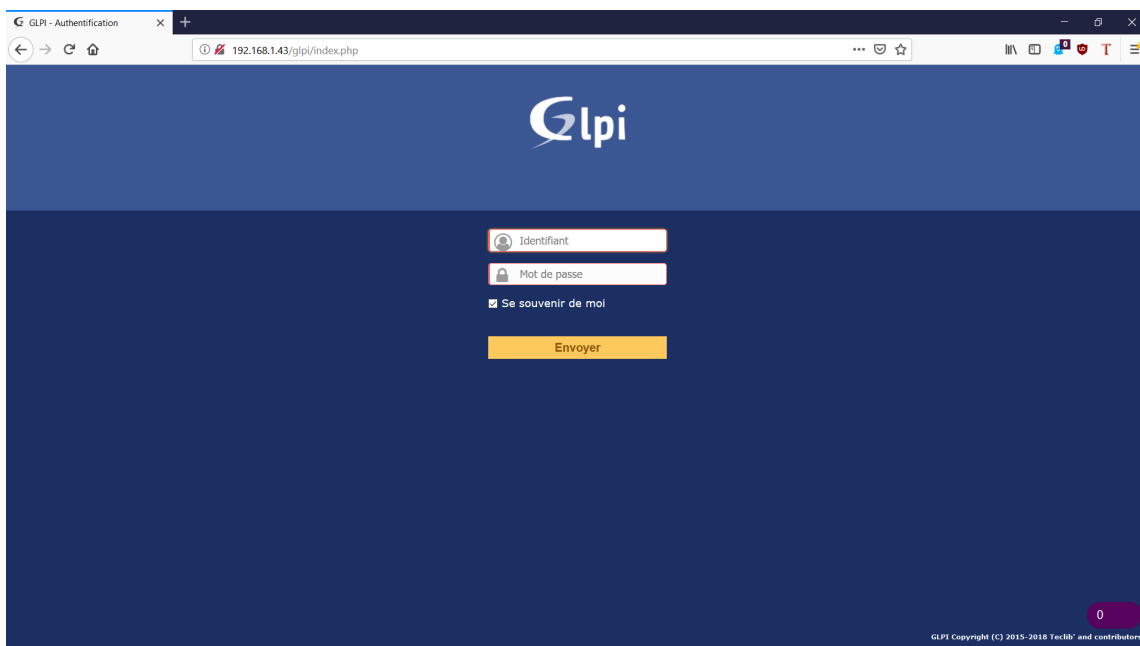 GLPI - Authentification
192.168.1.43/glpi/index.php
0
Glpi
Identifiant
Mot de passe
Se souvenir de moi
Envoyer
0
GLPI Copyright (C) 2015-2018 Teclib' and contributors